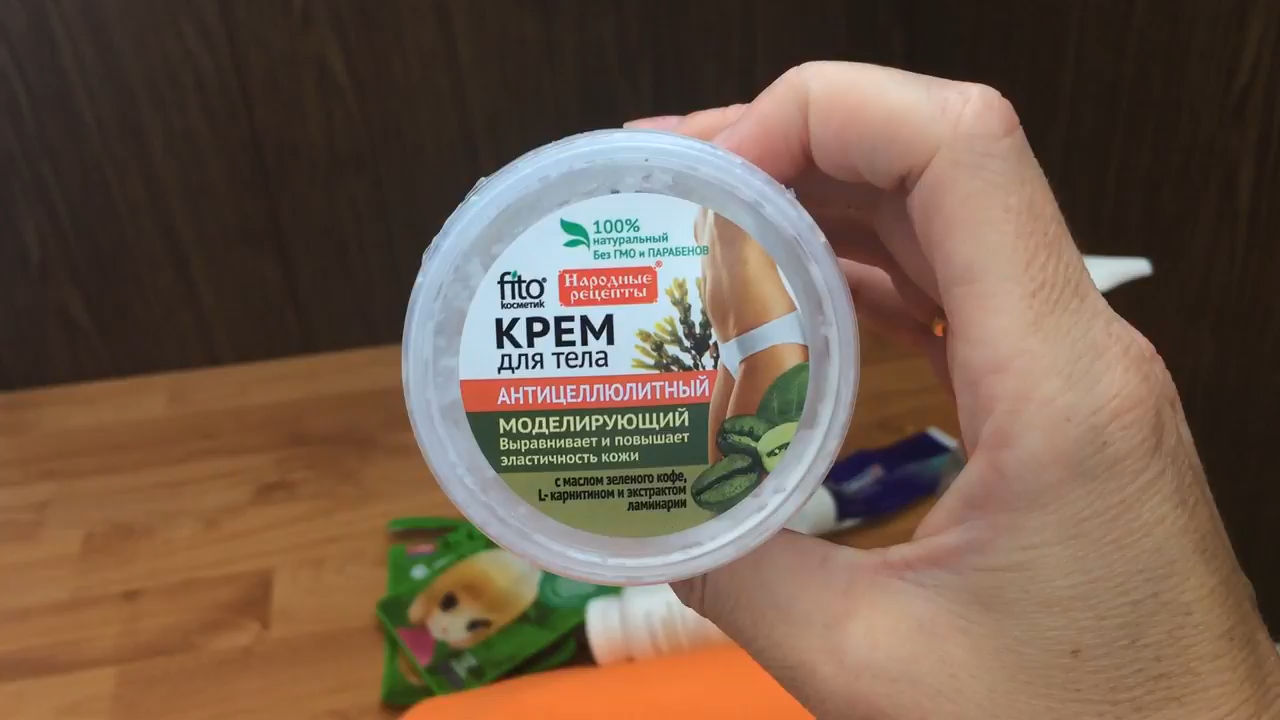 100%
натуральный
Без ГМО и ПАРАБЕНОВ
fito®
косметик
Народные
рецепты®
КРЕМ
для тела
АНТИЦЕЛЛЮЛИТНЫЙ
МОДЕЛИРУЮЩИЙ
Выравнивает и повышает
эластичность кожи
с маслом зеленого кофе,
L-карнитином и экстрактом
ламинарии